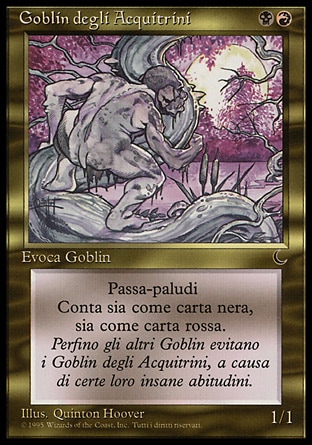 Goblin degli Acquitrini
Evoca Goblin
Passa-paludi
Conta sia come carta nera,
sia come carta rossa.
Perfino gli altri Goblin evitano
i Goblin degli Acquitrini, a causa
di certe loro insane abitudini.
Illus. Quinton Hoover
1/1
© 1995 Wizards of the Coast, Inc. Tutti i diritti riservati.